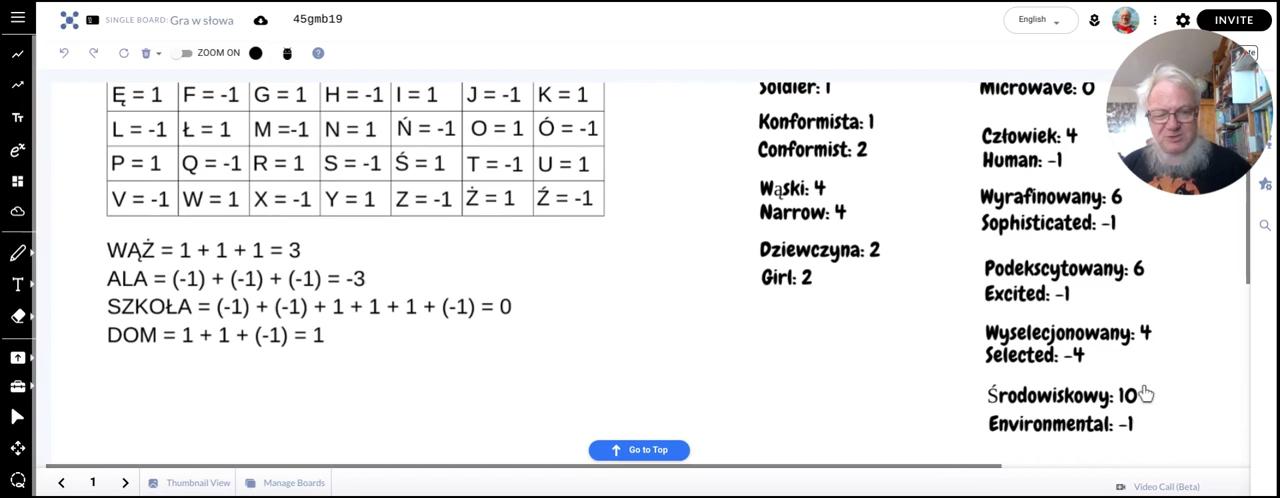 SINGLE BOARD: Gra w słowa
45gmb19
English
INVITE
ZOOM ON
Ę = 1 F = -1 G = 1 H = -1 I = 1 J = -1 K = 1
L = -1 Ł = 1 M =-1 N = 1 Ń = -1 O = 1 Ó = -1
P = 1 Q = -1 R = 1 S = -1 Ś = 1 T = -1 U = 1
V = -1 W = 1 X = -1 Y = 1 Z = -1 Ż = 1 Ź = -1
WĄŻ = 1 + 1 + 1 = 3
ALA = (-1) + (-1) + (-1) = -3
SZKOŁA = (-1) + (-1) + 1 + 1 + 1 + (-1) = 0
DOM = 1 + 1 + (-1) = 1
Soldier: 1
Konformista: 1
Conformist: 2
Wąski: 4
Narrow: 4
Dziewczyna: 2
Girl: 2
Microwave: 0
Człowiek: 4
Human: -1
Wyrafinowany: 6
Sophisticated: -1
Podekscytowany: 6
Excited: -1
Wyselecjonowany: 4
Selected: -4
Środowiskowy: 10
Environmental: -1
Go to Top
1
Thumbnail View
Manage Boards
Video Call (Beta)